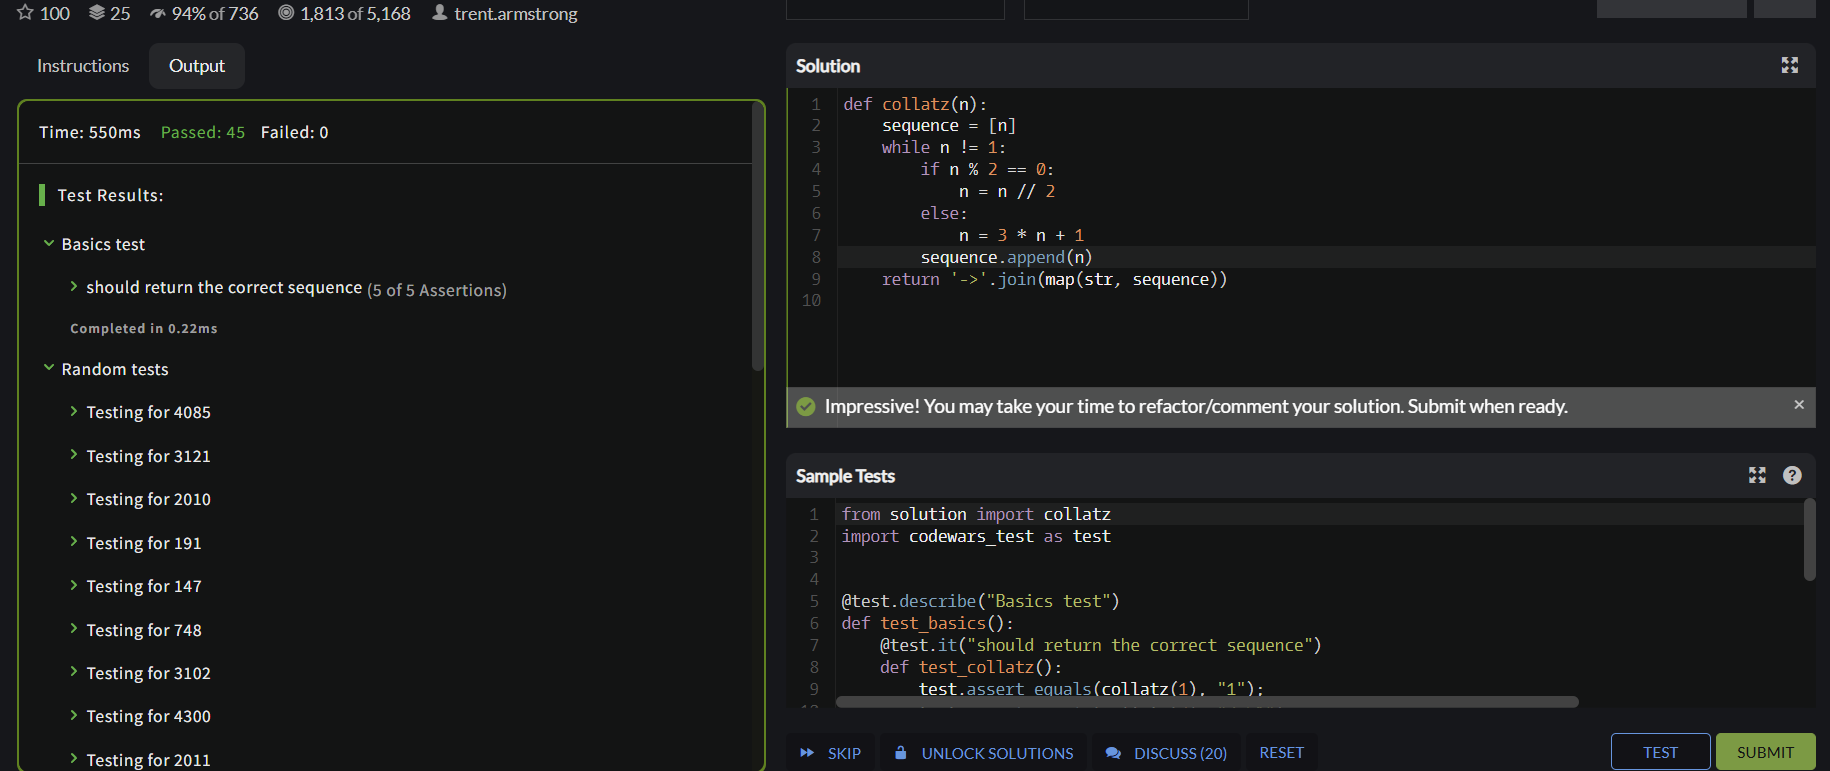 100 25 94% of 736 1,813 of 5,168 trent.armstrong
Instructions Output
Time: 550ms Passed: 45 Failed: 0
Test Results:
Basics test
should return the correct sequence (5 of 5 Assertions)
Completed in 0.22ms
Random tests
Testing for 4085
Testing for 3121
Testing for 2010
Testing for 191
Testing for 147
Testing for 748
Testing for 3102
Testing for 4300
Testing for 2011
Solution
1 def collatz(n):
2     sequence = [n]
3     while n != 1:
4         if n % 2 == 0:
5             n = n // 2
6         else:
7             n = 3 * n + 1
8         sequence.append(n)
9     return '->'.join(map(str, sequence))
10
Impressive! You may take your time to refactor/comment your solution. Submit when ready. ×
Sample Tests ?
1 from solution import collatz
2 import codewars_test as test
3
4
5 @test.describe("Basics test")
6 def test_basics():
7     @test.it("should return the correct sequence")
8     def test_collatz():
9         test.assert_equals(collatz(1), "1");
SKIP UNLOCK SOLUTIONS DISCUSS (20) RESET TEST SUBMIT